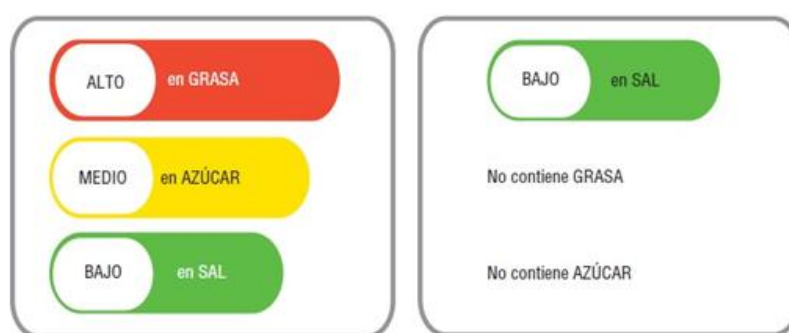 ALTO en GRASA
MEDIO en AZÚCAR
BAJO en SAL
BAJO en SAL
No contiene GRASA
No contiene AZÚCAR